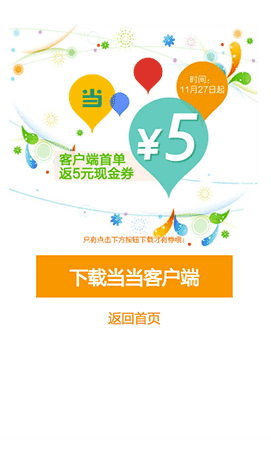 当
时间：
11月27日起
¥5
客户端首单
返5元现金券
只有点击下方按钮下载才有券哦：
下载当当客户端
返回首页